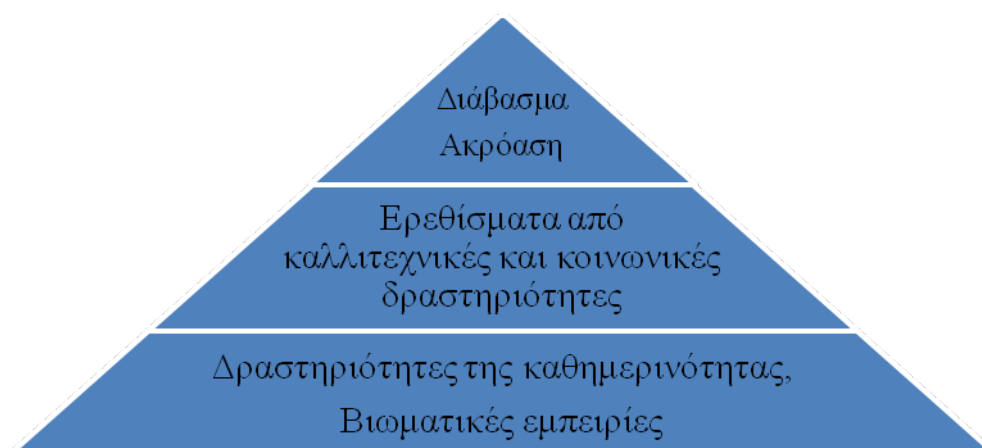 Διάβασμα
Ακρόαση
Ερεθίσματα από
καλλιτεχνικές και κοινωνικές
δραστηριότητες
Δραστηριότητες της καθημερινότητας,
Βιωματικές εμπειρίες